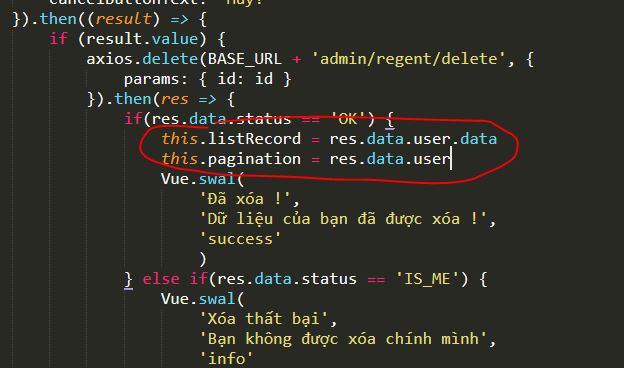 }).then((result) => {
if (result.value) {
axios.delete(BASE_URL + 'admin/regent/delete', {
params: { id: id }
}).then(res => {
if(res.data.status == 'OK') {
this.listRecord = res.data.user.data
this.pagination = res.data.user
Vue.swal(
'Đã xóa !',
'Dữ liệu của bạn đã được xóa !',
'success'
)
} else if(res.data.status == 'IS_ME') {
Vue.swal(
'Xóa thất bại',
'Bạn không được xóa chính mình',
'info'